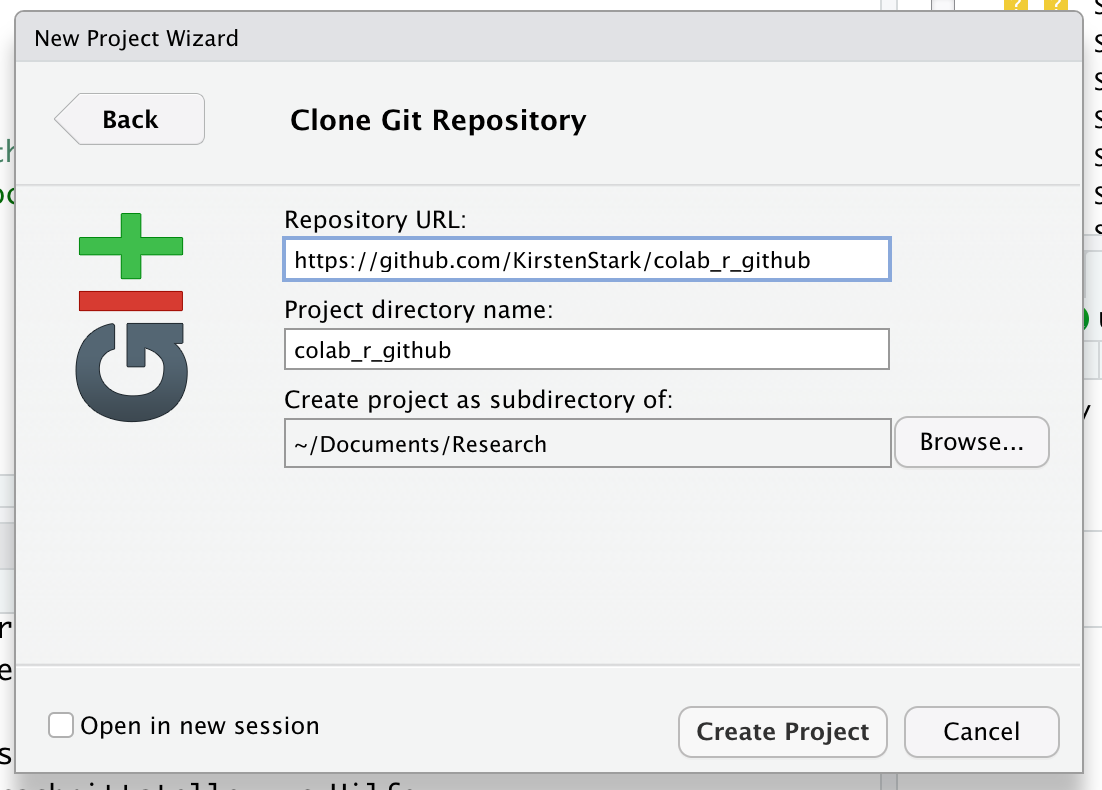 New Project Wizard
Back
Clone Git Repository
GIt
Repository URL:
https://github.com/KirstenStark/colab_r_github
Project directory name:
colab_r_github
Create project as subdirectory of:
~/Documents/Research
Browse...
Open in new session
Create Project
Cancel